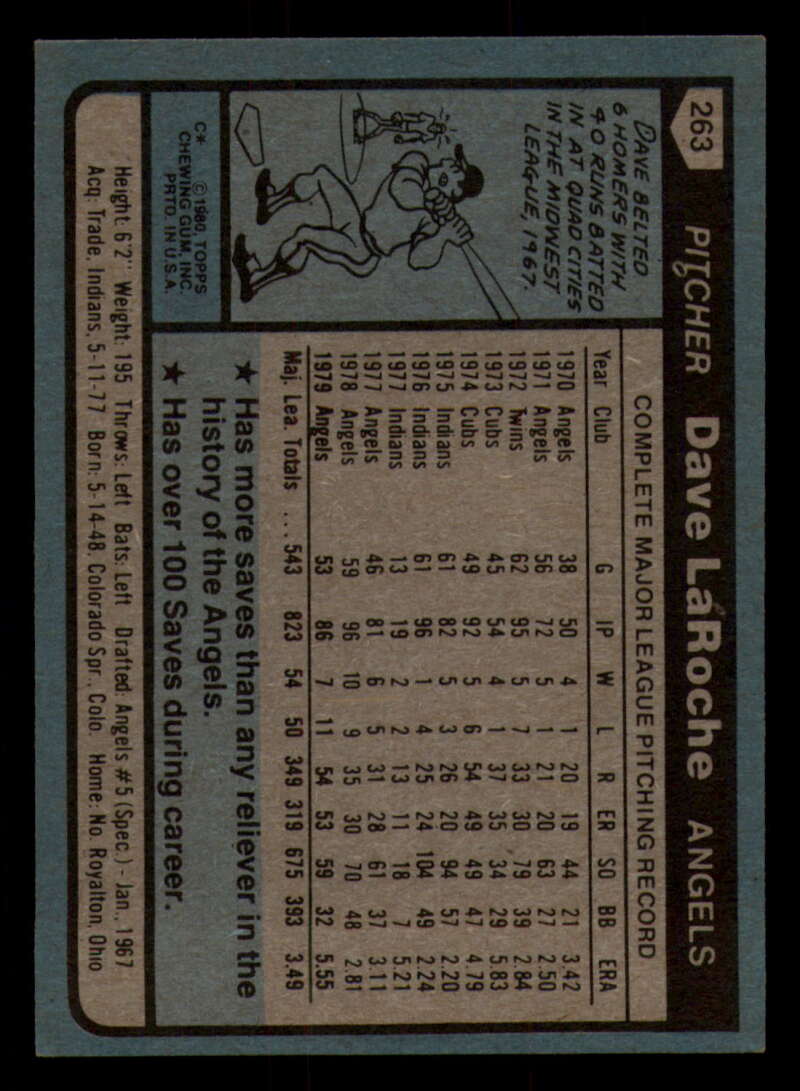 263 PITCHER Dave LaRoche ANGELS
DAVE BELTED
6 HOMERS WITH
40 RUNS BATTED
IN AT QUAD CITIES
IN THE MIDWEST
LEAGUE, 1967.
C* © 1980, TOPPS
CHEWING GUM, INC.
PRTD. IN U.S.A.
COMPLETE MAJOR LEAGUE PITCHING RECORD
Year Club G IP W L R ER SO BB ERA
1970 Angels 38 50 4 1 20 19 44 21 3.42
1971 Angels 56 72 5 1 21 20 63 27 2.50
1972 Twins 62 95 5 7 33 30 79 39 2.84
1973 Cubs 45 54 4 1 37 35 34 29 5.83
1974 Cubs 49 92 5 6 54 49 49 47 4.79
1975 Indians 61 82 5 3 26 20 94 57 2.20
1976 Indians 61 96 1 4 25 24 104 49 2.24
1977 Indians 13 19 2 2 13 11 18 7 5.21
1977 Angels 46 81 6 5 31 28 61 37 3.11
1978 Angels 59 96 10 9 35 30 70 48 2.81
1979 Angels 53 86 7 11 54 53 59 32 5.55
Maj. Lea. Totals ... 543 823 54 50 349 319 675 393 3.49
★ Has more saves than any reliever in the
history of the Angels.
★ Has over 100 Saves during career.
Height: 6'2" Weight: 195 Throws: Left Bats: Left Drafted: Angels #5 (Spec.) - Jan., 1967
Acq: Trade, Indians, 5-11-77 Born: 5-14-48, Colorado Spr., Colo. Home: No. Royalton, Ohio